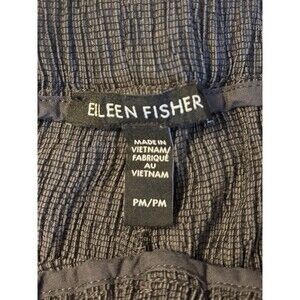 EILEEN FISHER
MADE IN
VIETNAM/
FABRIQUÉ
AU
VIETNAM
PM/PM